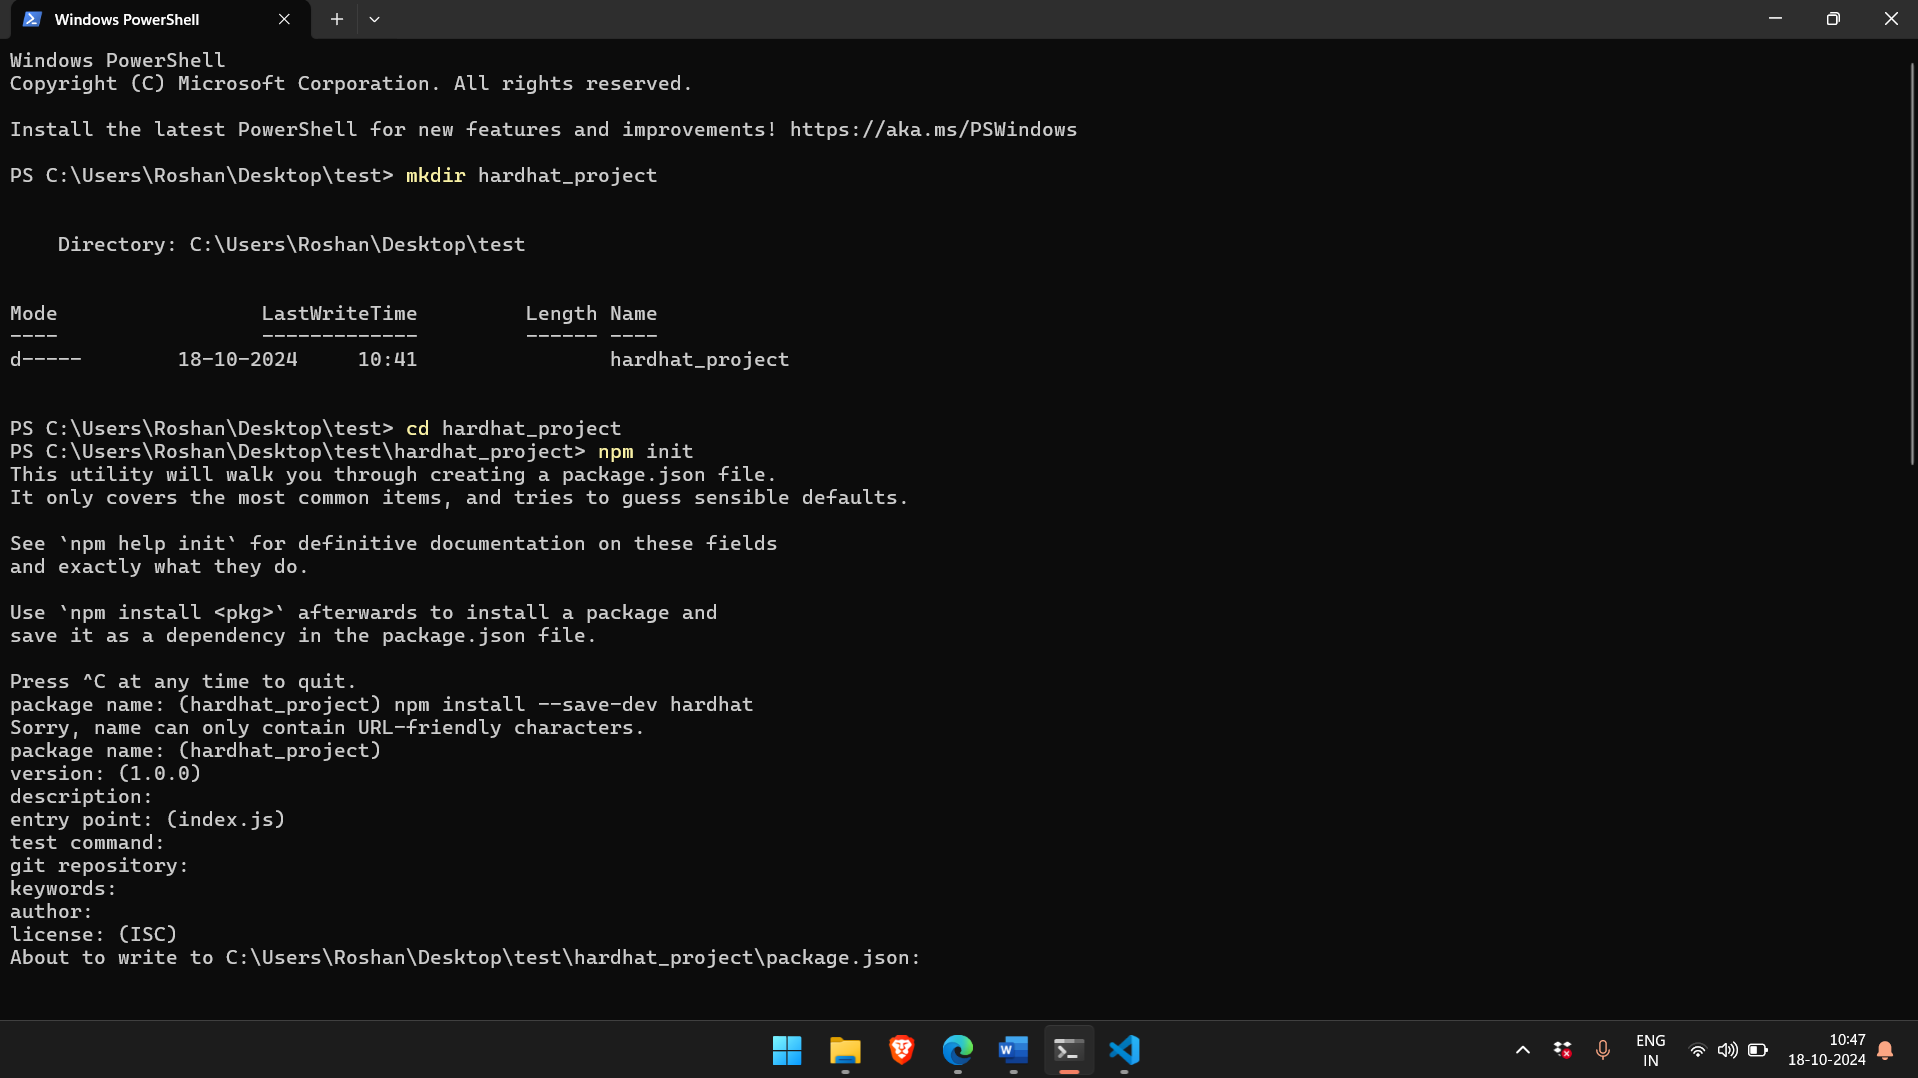 Windows PowerShell
Windows PowerShell
Copyright (C) Microsoft Corporation. All rights reserved.
Install the latest PowerShell for new features and improvements! https://aka.ms/PSWindows
PS C:\Users\Roshan\Desktop\test> mkdir hardhat_project
Directory: C:\Users\Roshan\Desktop\test
Mode LastWriteTime Length Name
---- ------------- ------ ----
d----- 18-10-2024 10:41 hardhat_project
PS C:\Users\Roshan\Desktop\test> cd hardhat_project
PS C:\Users\Roshan\Desktop\test\hardhat_project> npm init
This utility will walk you through creating a package.json file.
It only covers the most common items, and tries to guess sensible defaults.
See `npm help init` for definitive documentation on these fields
and exactly what they do.
Use `npm install <pkg>` afterwards to install a package and
save it as a dependency in the package.json file.
Press ^C at any time to quit.
package name: (hardhat_project) npm install --save-dev hardhat
Sorry, name can only contain URL-friendly characters.
package name: (hardhat_project)
version: (1.0.0)
description:
entry point: (index.js)
test command:
git repository:
keywords:
author:
license: (ISC)
About to write to C:\Users\Roshan\Desktop\test\hardhat_project\package.json:
W
ENG
IN
10:47
18-10-2024